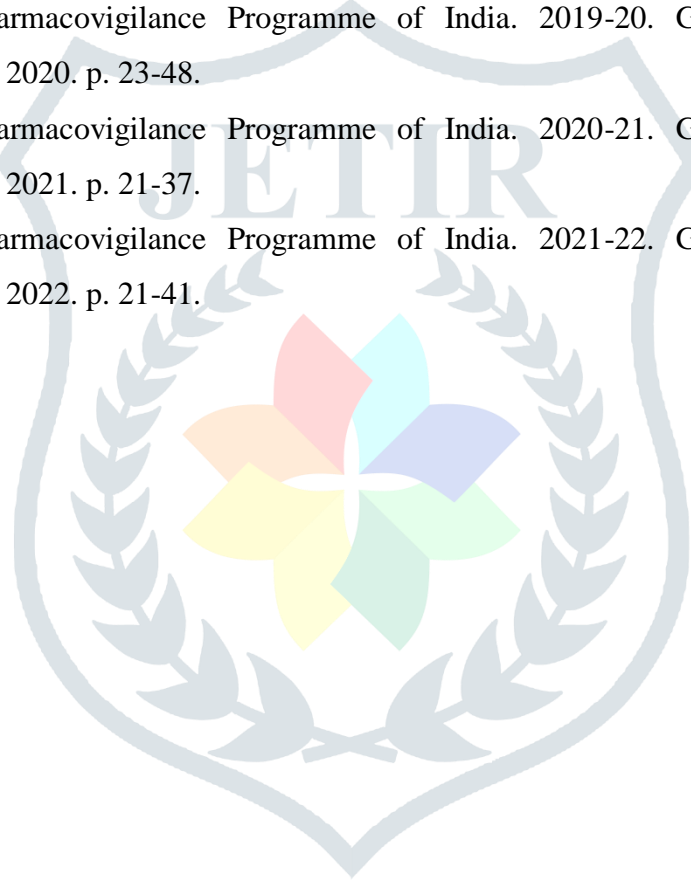 armacovigilance Programme of India. 2019-20. G
2020. p. 23-48.
armacovigilance Programme of India. 2020-21. G
2021. p. 21-37.
armacovigilance Programme of India. 2021-22. G
2022. p. 21-41.
JETIR